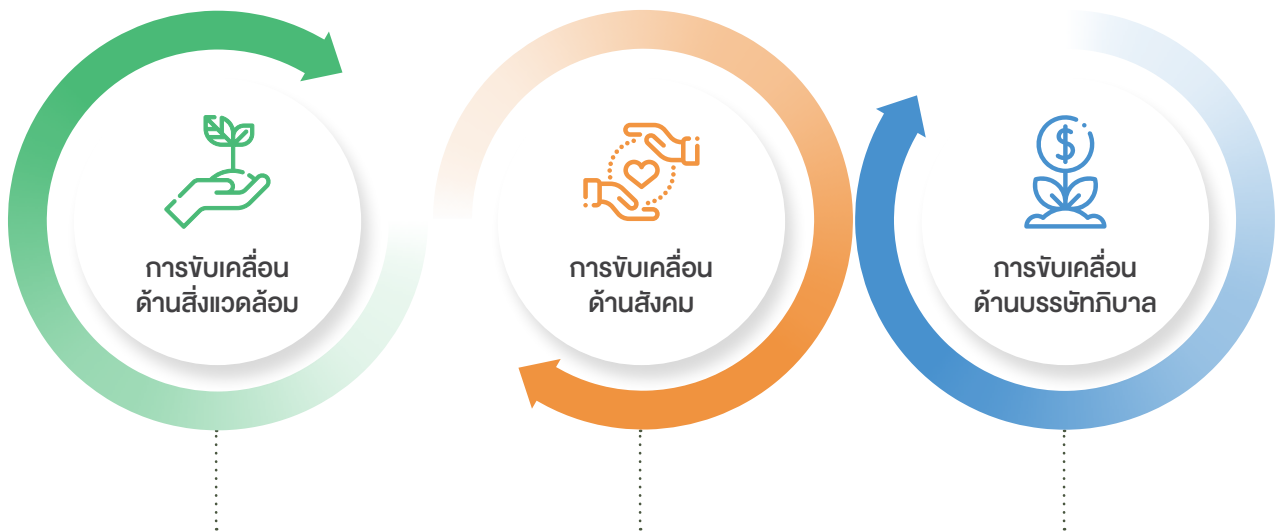 การขับเคลื่อน
ด้านสิ่งแวดล้อม
การขับเคลื่อน
ด้านสังคม
การขับเคลื่อน
ด้านบรรษัทภิบาล